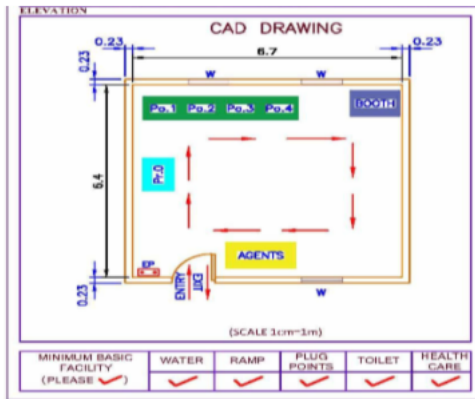 ELEVATION
CAD DRAWING
0.23
6.7
0.23
0.23
W
W
Po.1 Po.2 Po.3 Po.4
BOOTH
6.4
Pr.0
AGENTS
EP
ENTRY
EXIT
0.23
W
(SCALE 1cm=1m)
MINIMUM BASIC FACILITY (PLEASE ✓)
WATER
RAMP
PLUG POINTS
TOILET
HEALTH CARE